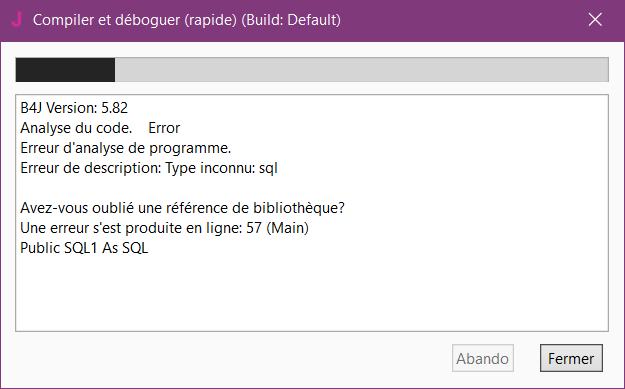 J Compiler et déboguer (rapide) (Build: Default)
B4J Version: 5.82
Analyse du code.    Error
Erreur d'analyse de programme.
Erreur de description: Type inconnu: sql
Avez-vous oublié une référence de bibliothèque?
Une erreur s'est produite en ligne: 57 (Main)
Public SQL1 As SQL
Abando Fermer